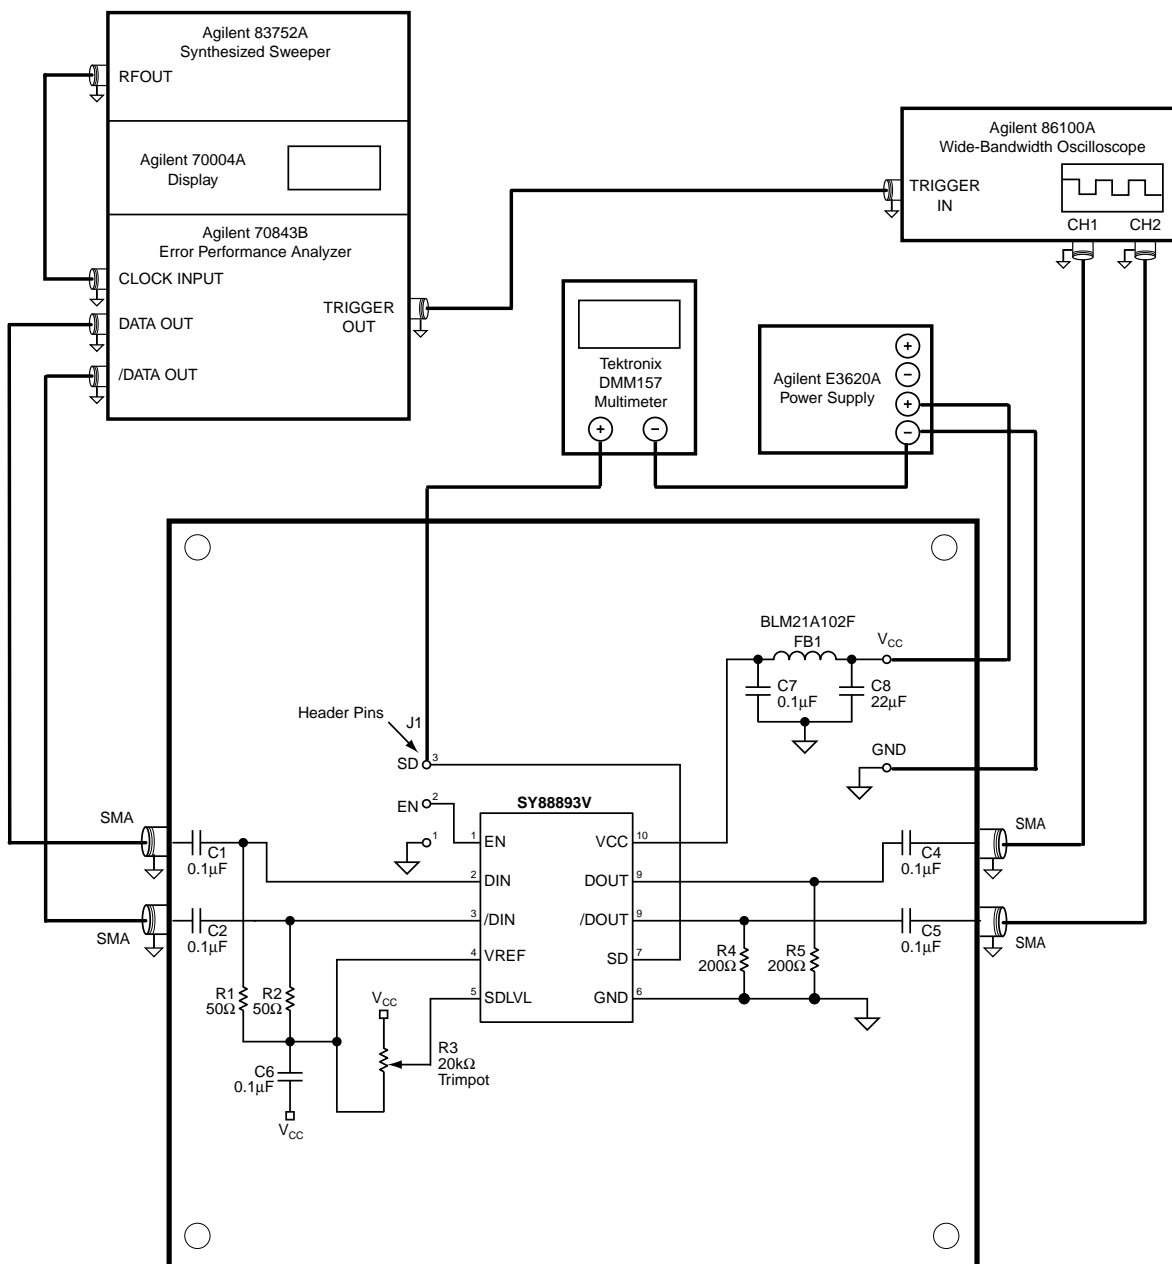 Agilent 83752A
Synthesized Sweeper
RFOUT
Agilent 70004A
Display
Agilent 70843B
Error Performance Analyzer
CLOCK INPUT
DATA OUT
/DATA OUT
TRIGGER
OUT
Agilent 86100A
Wide-Bandwidth Oscilloscope
TRIGGER
IN
CH1
CH2
Tektronix
DMM157
Multimeter
+
−
Agilent E3620A
Power Supply
+
−
+
−
BLM21A102F
FB1
VCC
C7
0.1µF
C8
22µF
GND
Header Pins
J1
SD
3
EN
2
1
SMA
C1
0.1µF
SMA
C2
0.1µF
SY88893V
1
EN
2
DIN
3
/DIN
4
VREF
5
SDLVL
VCC
10
DOUT
9
/DOUT
9
SD
7
GND
6
C4
0.1µF
SMA
C5
0.1µF
SMA
R4
200Ω
R5
200Ω
R1
50Ω
R2
50Ω
C6
0.1µF
VCC
VCC
R3
20kΩ
Trimpot